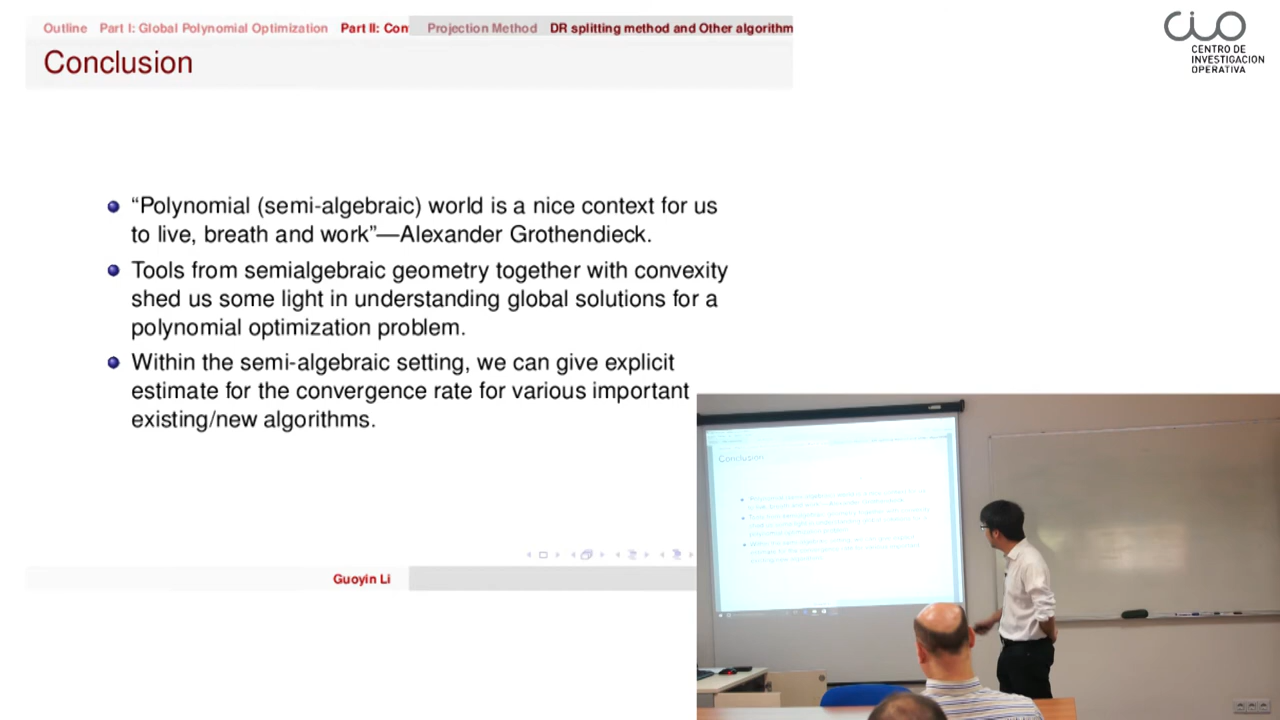 Outline Part I: Global Polynomial Optimization Part II: Con Projection Method DR splitting method and Other algorithm
Conclusion
“Polynomial (semi-algebraic) world is a nice context for us
to live, breath and work”—Alexander Grothendieck.
Tools from semialgebraic geometry together with convexity
shed us some light in understanding global solutions for a
polynomial optimization problem.
Within the semi-algebraic setting, we can give explicit
estimate for the convergence rate for various important
existing/new algorithms.
Guoyin Li
CIO
CENTRO DE
INVESTIGACION
OPERATIVA
Conclusion